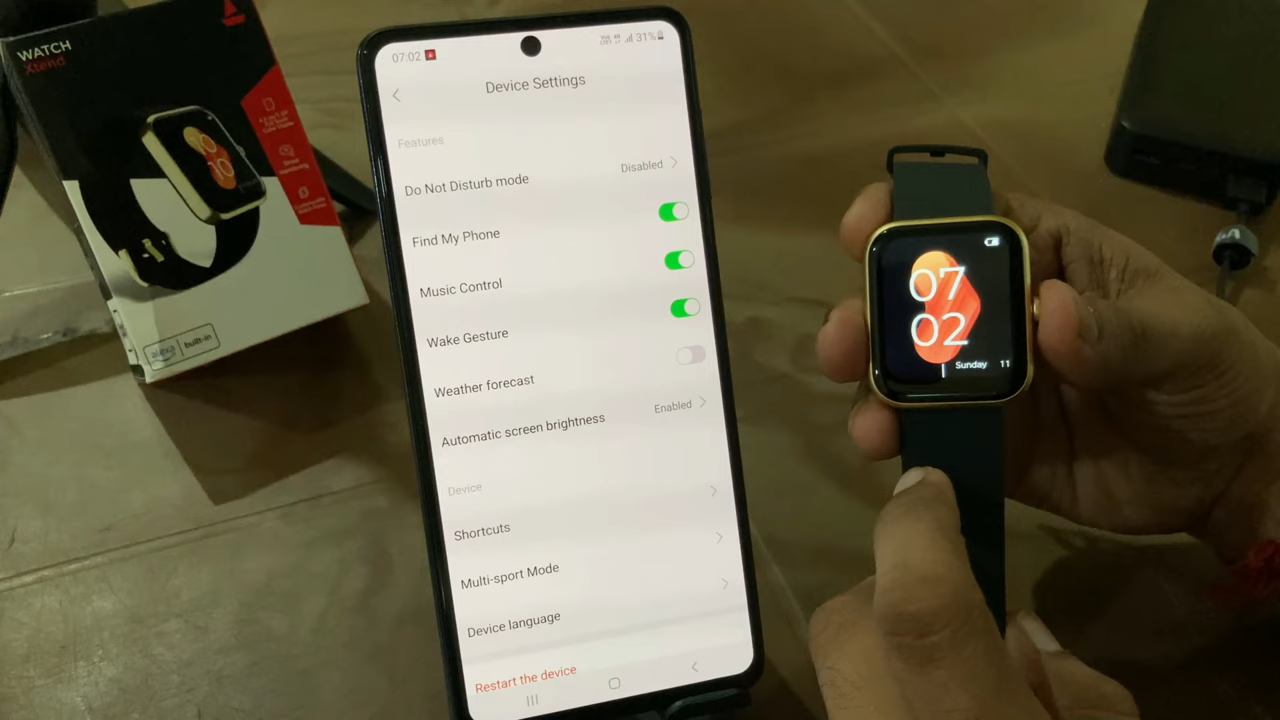 WATCH
Xtend
alexa built-in
07:02
31%
Device Settings
Features
Do Not Disturb mode Disabled
Find My Phone
Music Control
Wake Gesture
Weather forecast
Automatic screen brightness Enabled
Device
Shortcuts
Multi-sport Mode
Device language
Restart the device
07
02
Sunday 11